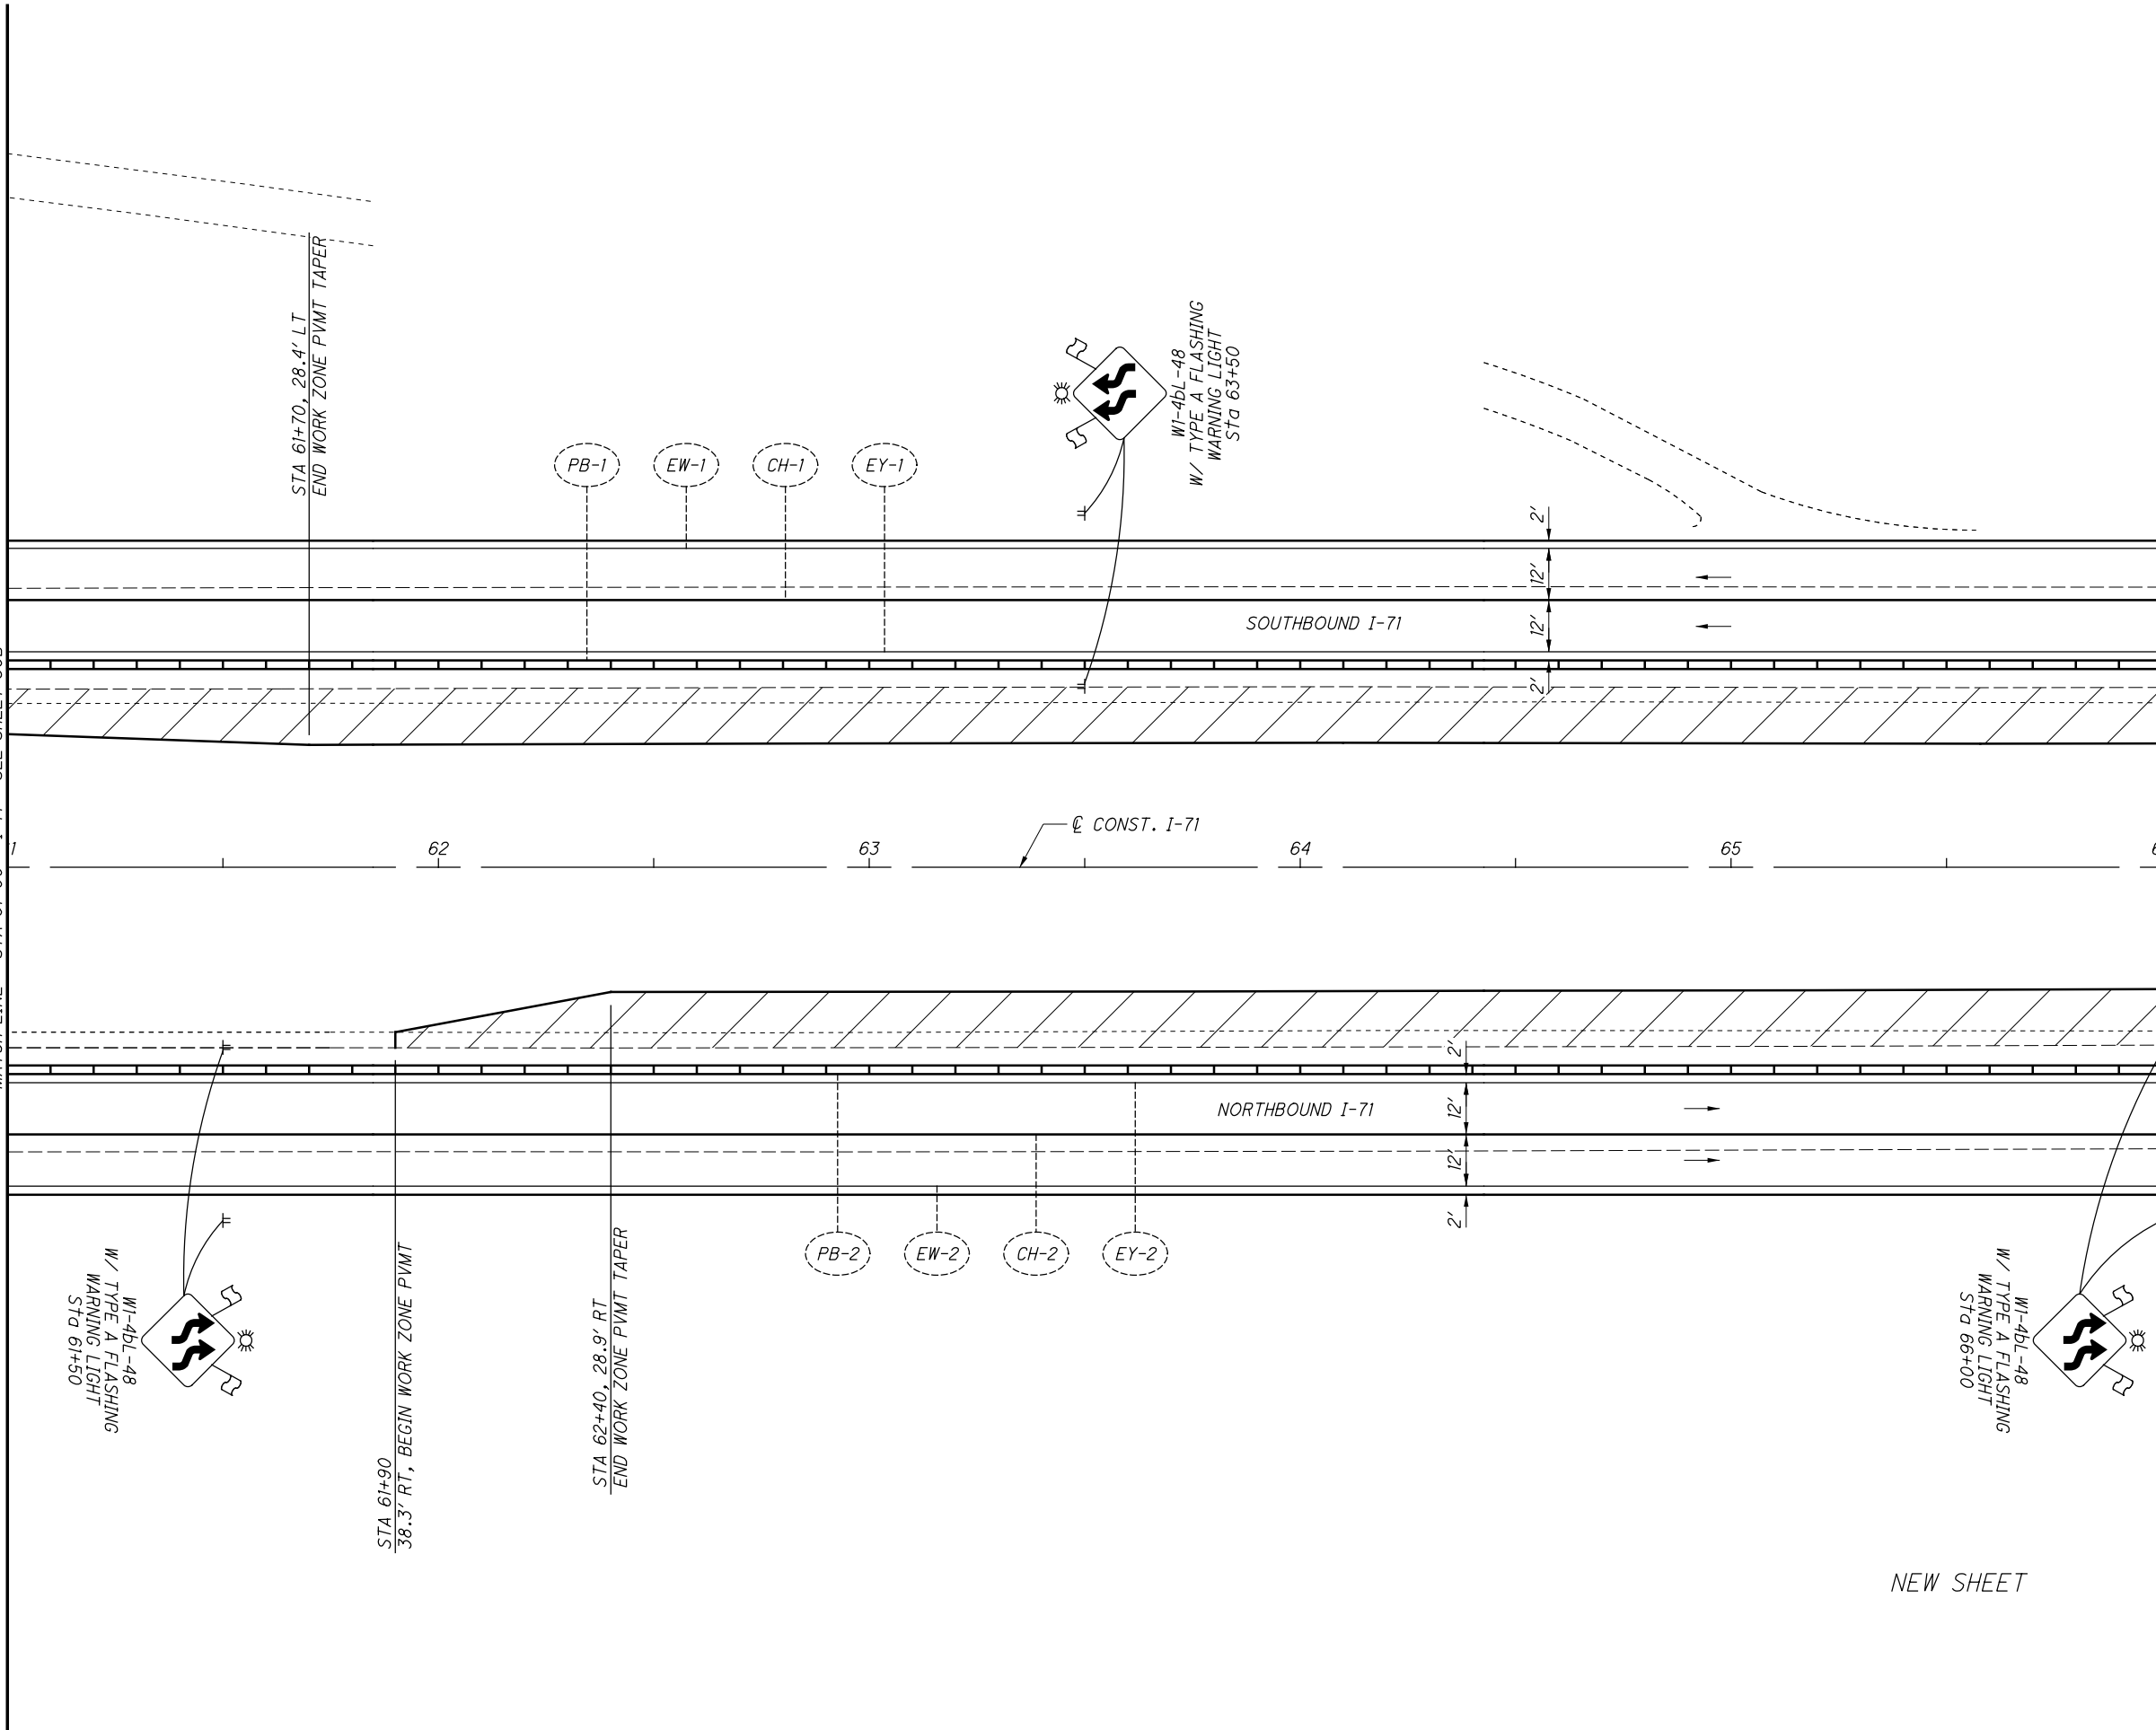 STA 61+70, 28.4' LT
END WORK ZONE PVMT TAPER
PB-1
EW-1
CH-1
EY-1
W1-4bL-48
W/ TYPE A FLASHING
WARNING LIGHT
Sta 63+50
2'
12'
12'
2'
SOUTHBOUND I-71
℄ CONST. I-71
62
63
64
65
2'
12'
12'
2'
NORTHBOUND I-71
PB-2
EW-2
CH-2
EY-2
W1-4bL-48
W/ TYPE A FLASHING
WARNING LIGHT
Sta 61+50
STA 61+90
38.3' RT, BEGIN WORK ZONE PVMT
STA 62+40, 28.9' RT
END WORK ZONE PVMT TAPER
W1-4bL-48
W/ TYPE A FLASHING
WARNING LIGHT
Sta 66+00
NEW SHEET